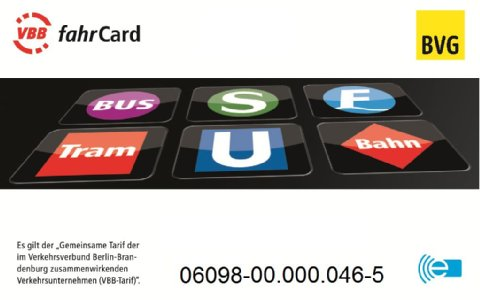 VBB fahrCard
BVG
BUS S F
Tram U Bahn
Es gilt der „Gemeinsame Tarif der
im Verkehrsverbund Berlin-Bran-
denburg zusammenwirkenden
Verkehrsunternehmen (VBB-Tarif)“.
06098-00.000.046-5
e